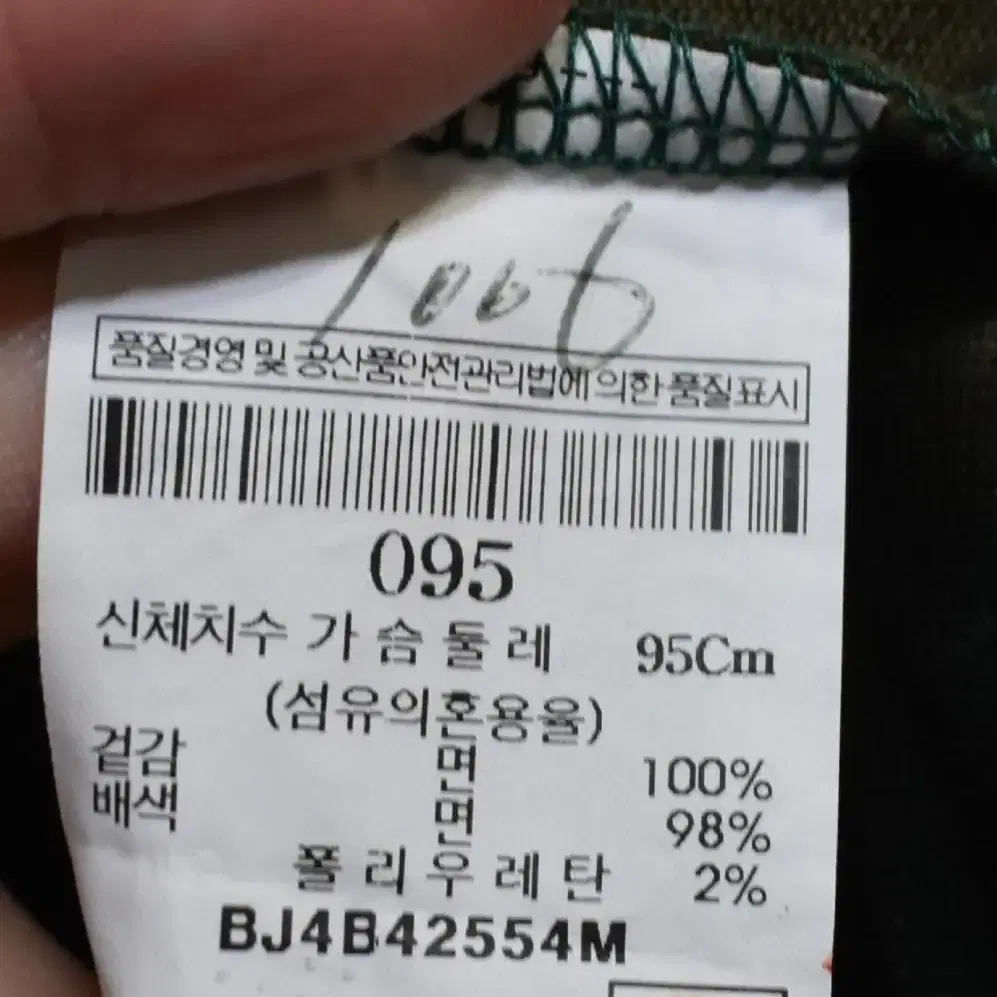 1006
품질경영 및 공산품안전관리법에 의한 품질표시
095
신체치수 가 슴 둘 레 95Cm
(섬유의혼용율)
겉감 면 100%
배색 면 98%
폴 리 우 레 탄 2%
BJ4B42554M